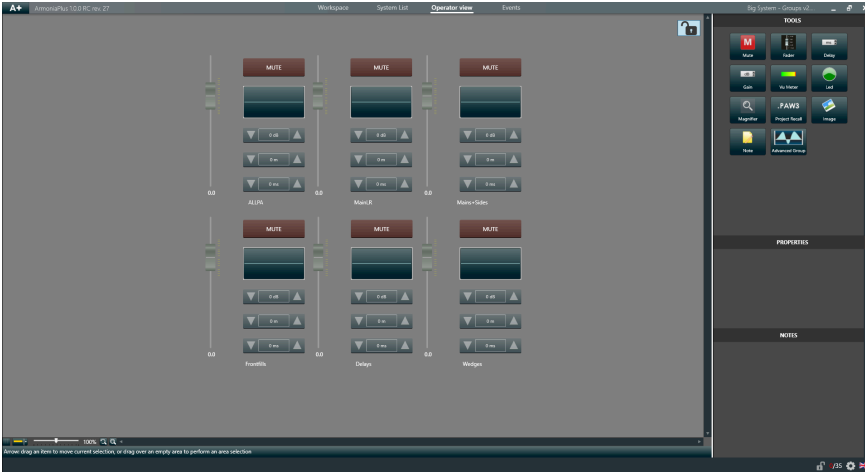 A+ ArmoníaPlus 1.0.0 RC rev. 27 Workspace System List Operator view Events Big System - Groups v2...
TOOLS
M
Mute Fader Delay
Gain Vu Meter Led
.PAW3
Magnifier Project Recall Image
Note Advanced Group
PROPERTIES
NOTES
MUTE MUTE MUTE
0 dB 0 dB 0 dB
0 m 0 m 0 m
0 ms 0 ms 0 ms
0.0 0.0 0.0
ALLPA MainLR Mains+Sides
MUTE MUTE MUTE
0 dB 0 dB 0 dB
0 m 0 m 0 m
0 ms 0 ms 0 ms
0.0 0.0 0.0
Frontfills Delays Wedges
100%
Arrow: drag an item to move current selection, or drag over an empty area to perform an area selection
/35